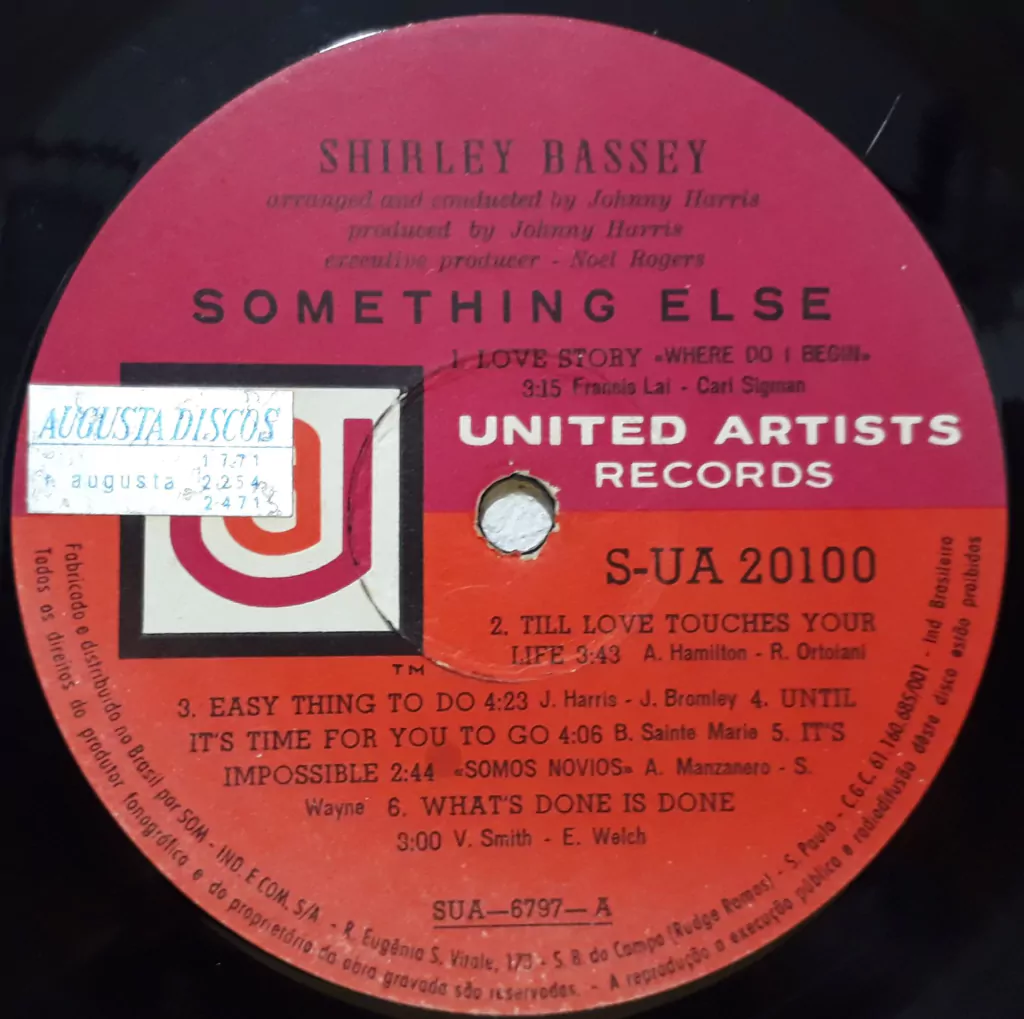 SHIRLEY BASSEY
arranged and conducted by Johnny Harris
produced by Johnny Harris
executive producer - Noel Rogers
SOMETHING ELSE
1. LOVE STORY «WHERE DO I BEGIN»
3:15 Francis Lai - Carl Sigman
UNITED ARTISTS
RECORDS
AUGUSTA DISCOS
1771
r. augusta 2254
2471
S-UA 20100
2. TILL LOVE TOUCHES YOUR
LIFE 3:43 A. Hamilton - R. Ortolani
TM
3. EASY THING TO DO 4:23 J. Harris - J. Bromley 4. UNTIL
IT'S TIME FOR YOU TO GO 4:06 B. Sainte Marie 5. IT'S
IMPOSSIBLE 2:44 «SOMOS NOVIOS» A. Manzanero - S.
Wayne 6. WHAT'S DONE IS DONE
3:00 V. Smith - E. Welch
SUA-6797-A
Fabricado e distribuido no Brasil por SOM - IND. E COM. S/A - R. Eugênia S. Vitale, 173 - S. B. do Campo (Rudge Ramos) - S. Paulo - C.G.C. 61 160.685/001 - Ind Brasileira
Todos os direitos do produtor fonográfico e do proprietário da obra gravada são reservados. - A reprodução a execução pública e radiodifusão dêste disco estão proibidas